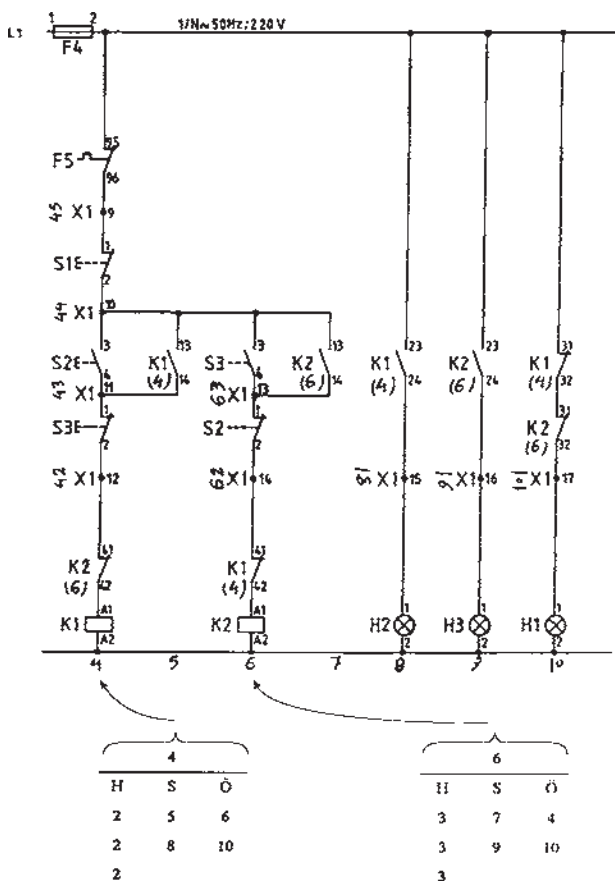 1 2 1/N~50Hz/220V
L1
F4
95
F5
96
45 X1 9
1
S1E
2
44 X1 10
3 13 3 13 23 23 31
S2E K1 S3 K2 K1 K2 K1
4 (4) 14 4 (6) 14 (4) 24 (6) 24 (4) 32
43 X1 11 63 X1 13
1 1 31
S3E S2 K2
2 2 (6) 32
42 X1 12 62 X1 14 81 X1 15 91 X1 16 101 X1 17
41 41
K2 K1
(6) 42 (4) 42
A1 A1 1 1 1
K1 K2 H2 H3 H1
A2 A2 2 2 2
4 5 6 7 8 9 10
4 6
H S Ö H S Ö
2 5 6 3 7 4
2 8 10 3 9 10
2 3